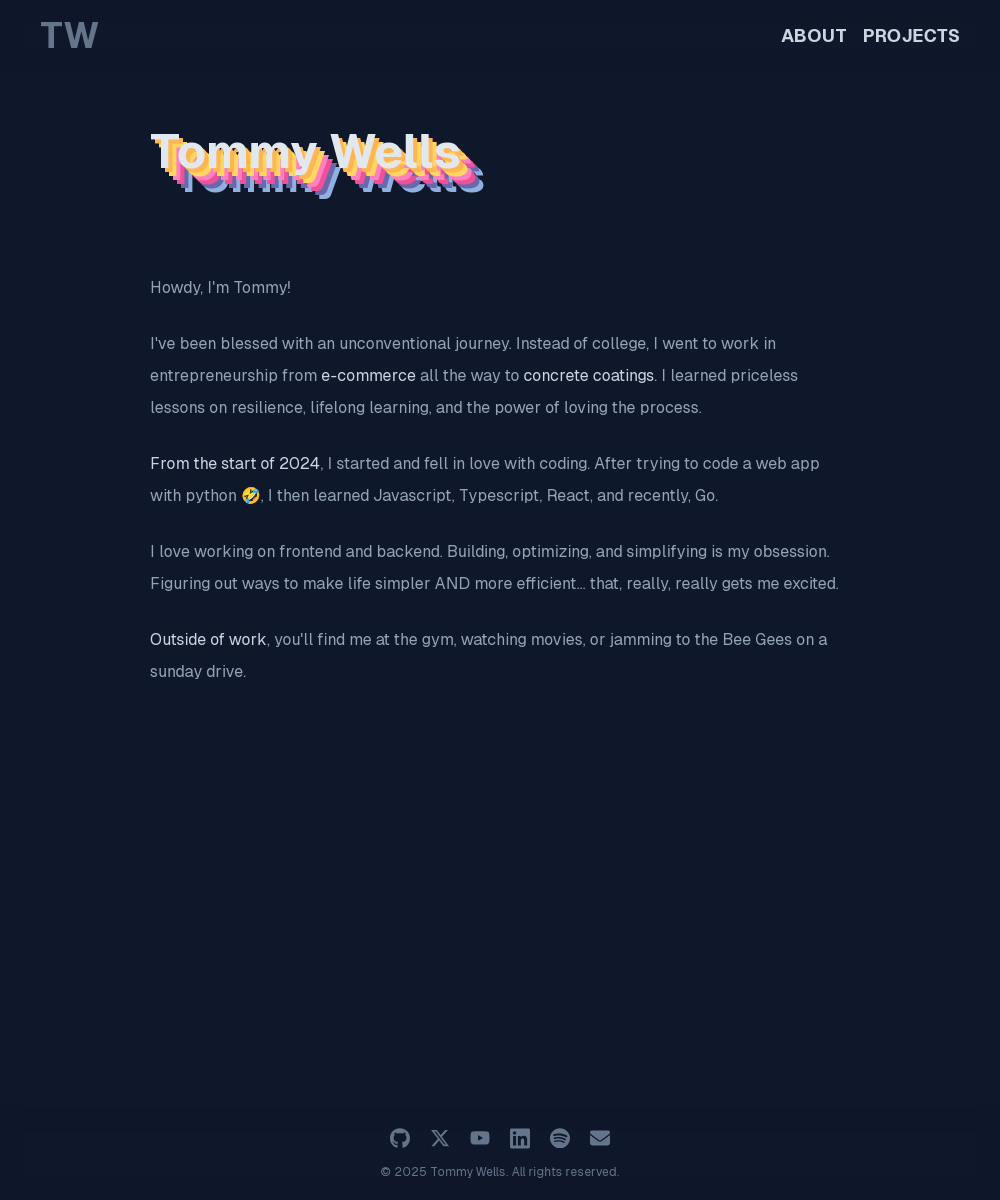 TW
ABOUT PROJECTS
Tommy Wells
Howdy, I'm Tommy!
I've been blessed with an unconventional journey. Instead of college, I went to work in
entrepreneurship from e-commerce all the way to concrete coatings. I learned priceless
lessons on resilience, lifelong learning, and the power of loving the process.
From the start of 2024, I started and fell in love with coding. After trying to code a web app
with python 🤣, I then learned Javascript, Typescript, React, and recently, Go.
I love working on frontend and backend. Building, optimizing, and simplifying is my obsession.
Figuring out ways to make life simpler AND more efficient... that, really, really gets me excited.
Outside of work, you'll find me at the gym, watching movies, or jamming to the Bee Gees on a
sunday drive.
© 2025 Tommy Wells. All rights reserved.